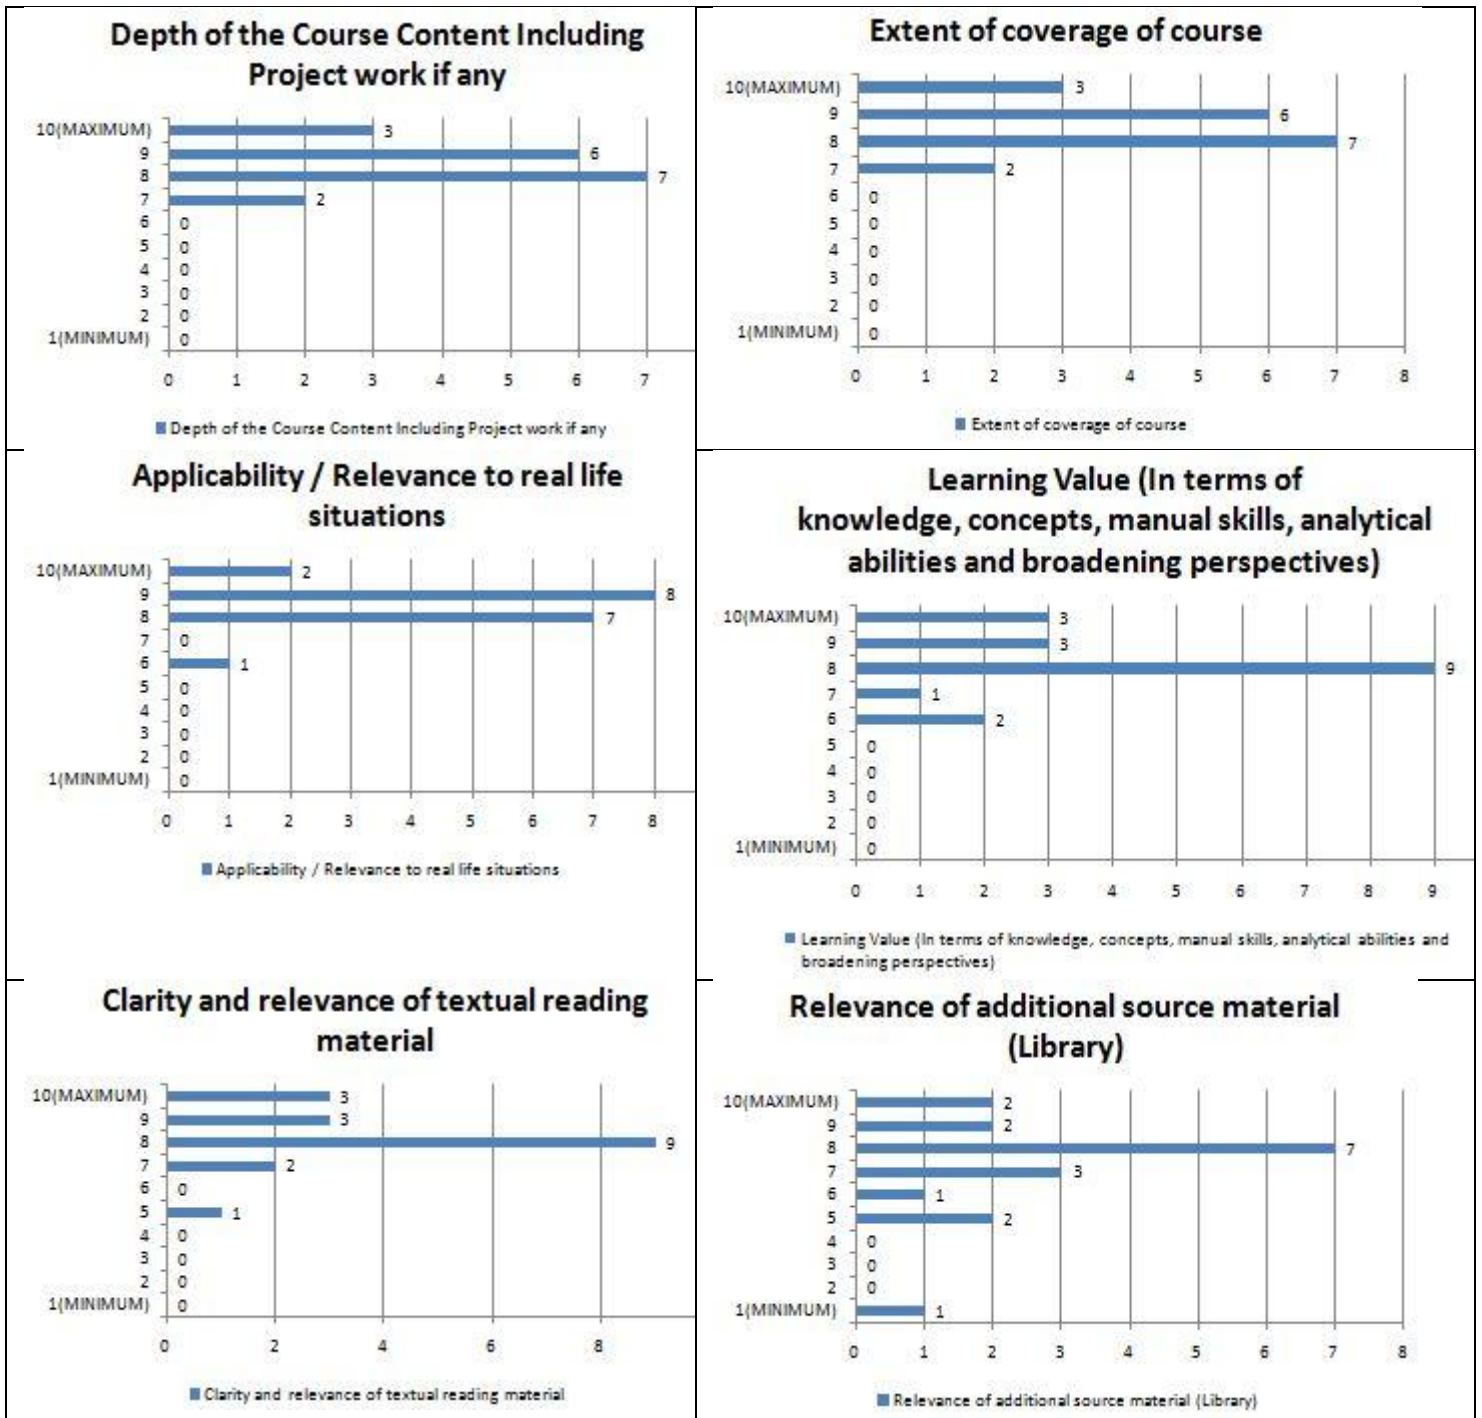 Depth of the Course Content Including
Project work if any
10(MAXIMUM) 3
9 6
8 7
7 2
6 0
5 0
4 0
3 0
2 0
1(MINIMUM) 0
0 1 2 3 4 5 6 7
Depth of the Course Content Including Project work if any
Extent of coverage of course
10(MAXIMUM) 3
9 6
8 7
7 2
6 0
5 0
4 0
3 0
2 0
1(MINIMUM) 0
0 1 2 3 4 5 6 7 8
Extent of coverage of course
Applicability / Relevance to real life
situations
10(MAXIMUM) 2
9 8
8 7
7 0
6 1
5 0
4 0
3 0
2 0
1(MINIMUM) 0
0 1 2 3 4 5 6 7 8
Applicability / Relevance to real life situations
Learning Value (In terms of
knowledge, concepts, manual skills, analytical
abilities and broadening perspectives)
10(MAXIMUM) 3
9 3
8 9
7 1
6 2
5 0
4 0
3 0
2 0
1(MINIMUM) 0
0 1 2 3 4 5 6 7 8 9
Learning Value (In terms of knowledge, concepts, manual skills, analytical abilities and
broadening perspectives)
Clarity and relevance of textual reading
material
10(MAXIMUM) 3
9 3
8 9
7 2
6 0
5 1
4 0
3 0
2 0
1(MINIMUM) 0
0 2 4 6 8
Clarity and relevance of textual reading material
Relevance of additional source material
(Library)
10(MAXIMUM) 2
9 2
8 7
7 3
6 1
5 2
4 0
3 0
2 0
1(MINIMUM) 1
0 1 2 3 4 5 6 7 8
Relevance of additional source material (Library)